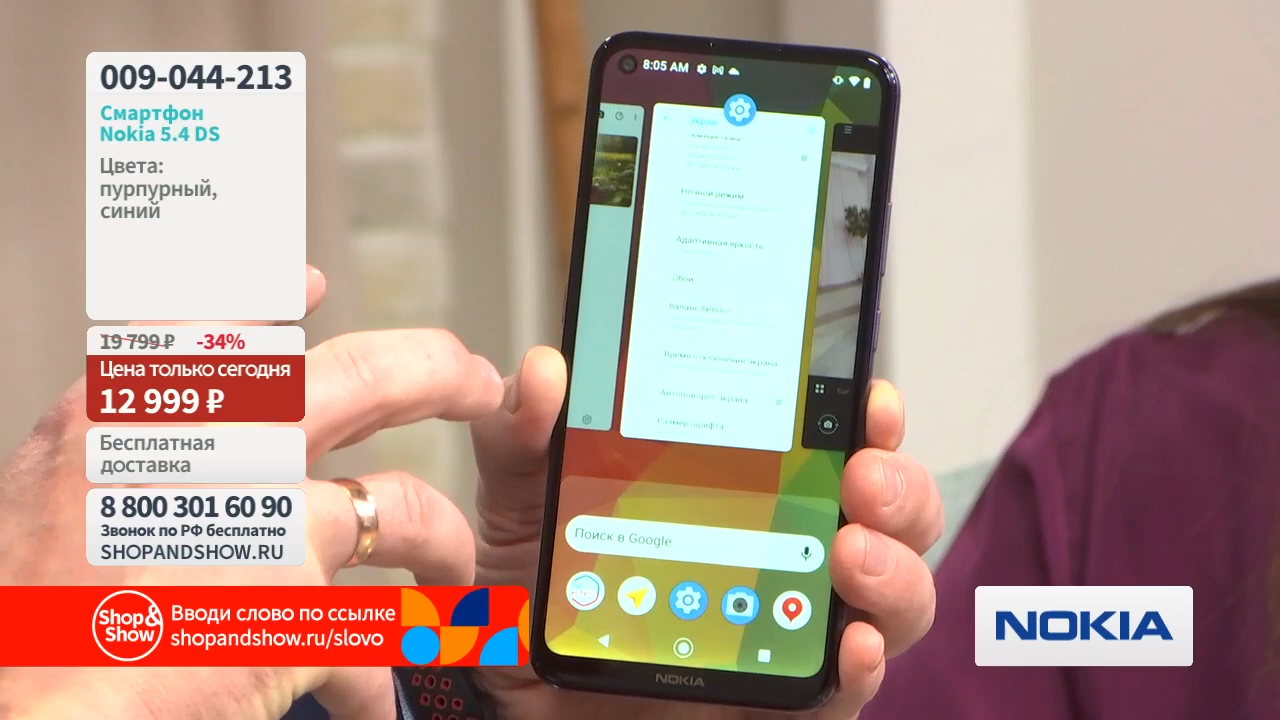 009-044-213
Смартфон
Nokia 5.4 DS
Цвета:
пурпурный,
синий
19 799 ₽ -34%
Цена только сегодня
12 999 ₽
Бесплатная
доставка
8 800 301 60 90
Звонок по РФ бесплатно
SHOPANDSHOW.RU
Shop&
Show
Вводи слово по ссылке
shopandshow.ru/slovo
8:05 AM
Экран
Ночной режим
Адаптивная яркость
Обои
Баланс белого
Время отключения экрана
Автоповорот экрана
Размер шрифта
Поиск в Google
NOKIA
NOKIA